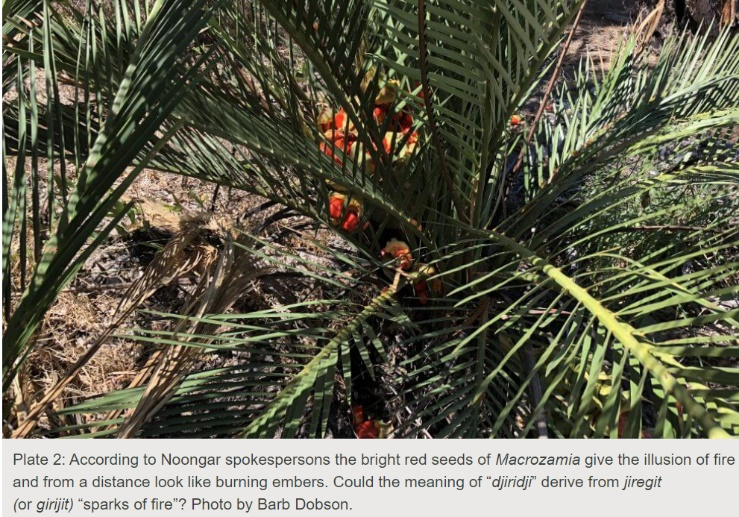 Plate 2: According to Noongar spokespersons the bright red seeds of Macrozamia give the illusion of fire
and from a distance look like burning embers. Could the meaning of “djiridji” derive from jiregit
(or girijit) “sparks of fire”? Photo by Barb Dobson.